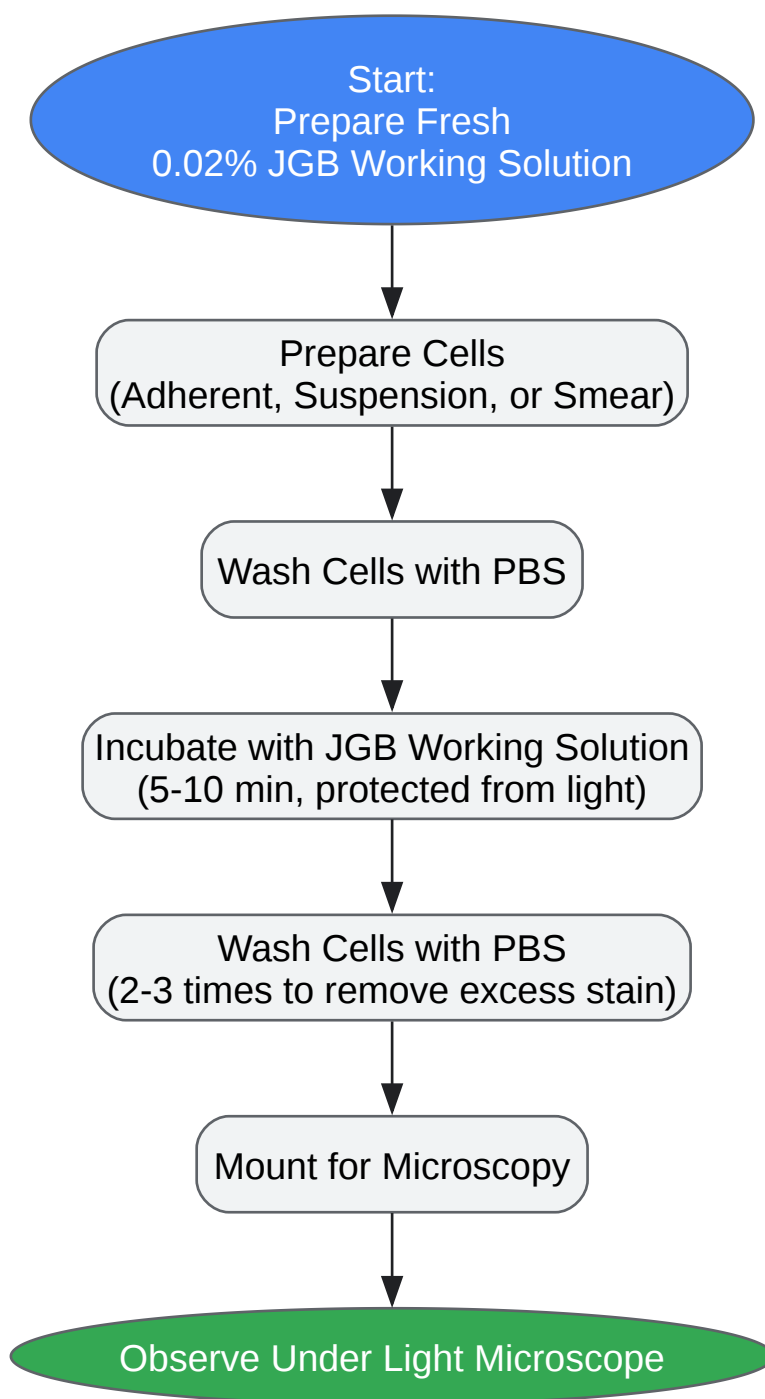 Start:
Prepare Fresh
0.02% JGB Working Solution
Prepare Cells
(Adherent, Suspension, or Smear)
Wash Cells with PBS
Incubate with JGB Working Solution
(5-10 min, protected from light)
Wash Cells with PBS
(2-3 times to remove excess stain)
Mount for Microscopy
Observe Under Light Microscope